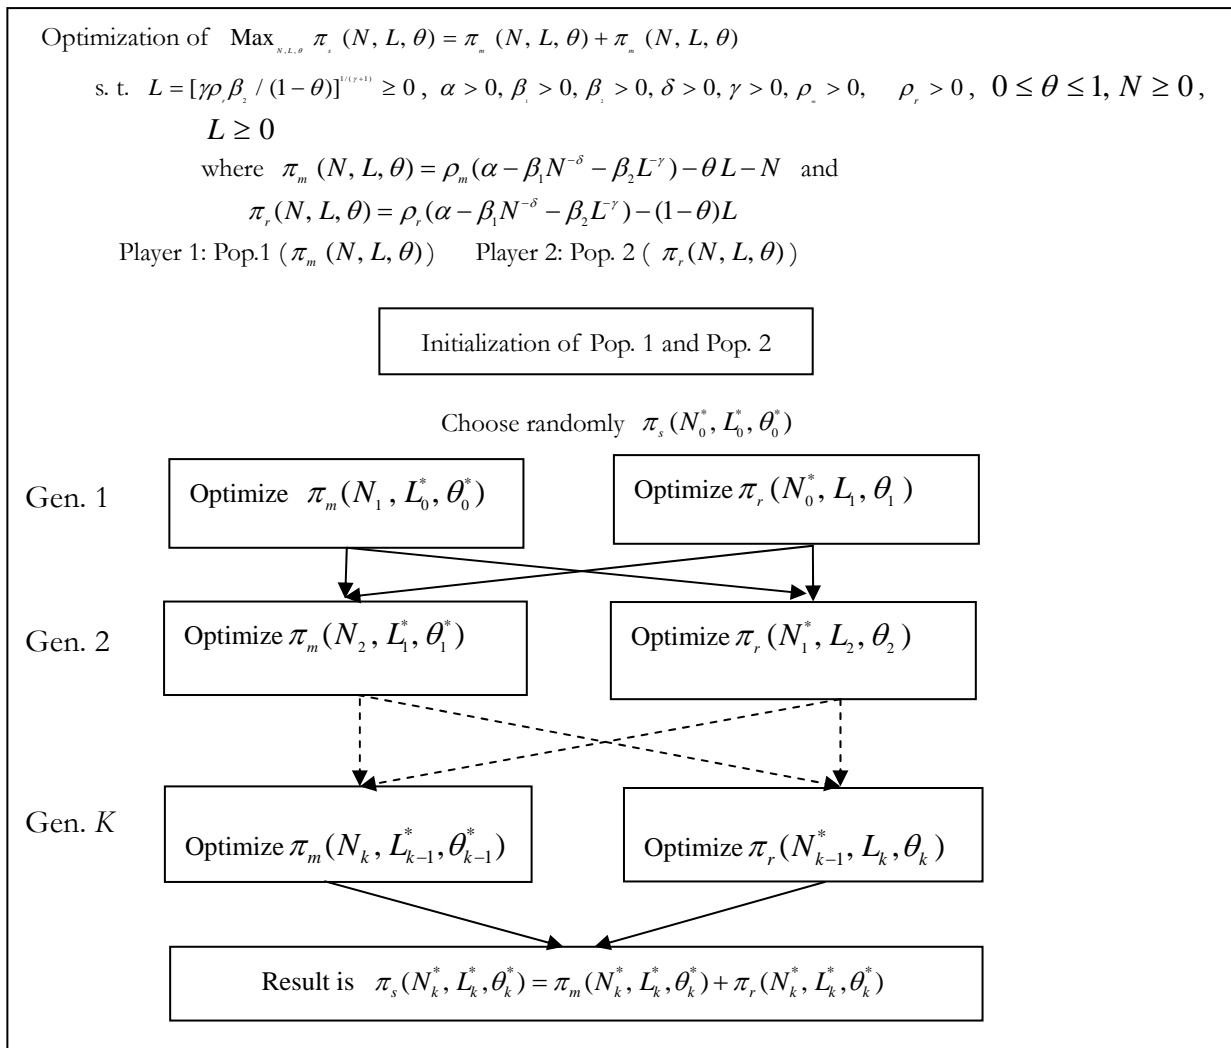 Optimization of Max_{N,L,θ} π_s (N, L, θ) = π_m (N, L, θ) + π_m (N, L, θ)
s. t. L = [γρ_r β_2 / (1−θ)]^{1/(γ+1)} ≥ 0 , α > 0, β_1 > 0, β_2 > 0, δ > 0, γ > 0, ρ_m > 0, ρ_r > 0 , 0 ≤ θ ≤ 1, N ≥ 0 ,
L ≥ 0
where π_m (N, L, θ) = ρ_m(α − β_1N^{−δ} − β_2L^{−γ}) − θ L − N and
π_r(N, L, θ) = ρ_r(α − β_1N^{−δ} − β_2L^{−γ}) − (1−θ)L
Player 1: Pop.1 ( π_m (N, L, θ) ) Player 2: Pop. 2 ( π_r(N, L, θ) )
Initialization of Pop. 1 and Pop. 2
Choose randomly π_s(N_0^*, L_0^*, θ_0^*)
Gen. 1
Optimize π_m(N_1 , L_0^*, θ_0^*)
Optimize π_r(N_0^*, L_1, θ_1)
Gen. 2
Optimize π_m(N_2 , L_1^*, θ_1^*)
Optimize π_r(N_1^*, L_2, θ_2)
Gen. K
Optimize π_m(N_k , L_{k−1}^*, θ_{k−1}^*)
Optimize π_r(N_{k−1}^*, L_k, θ_k)
Result is π_s(N_k^*, L_k^*, θ_k^*) = π_m(N_k^*, L_k^*, θ_k^*) + π_r(N_k^*, L_k^*, θ_k^*)